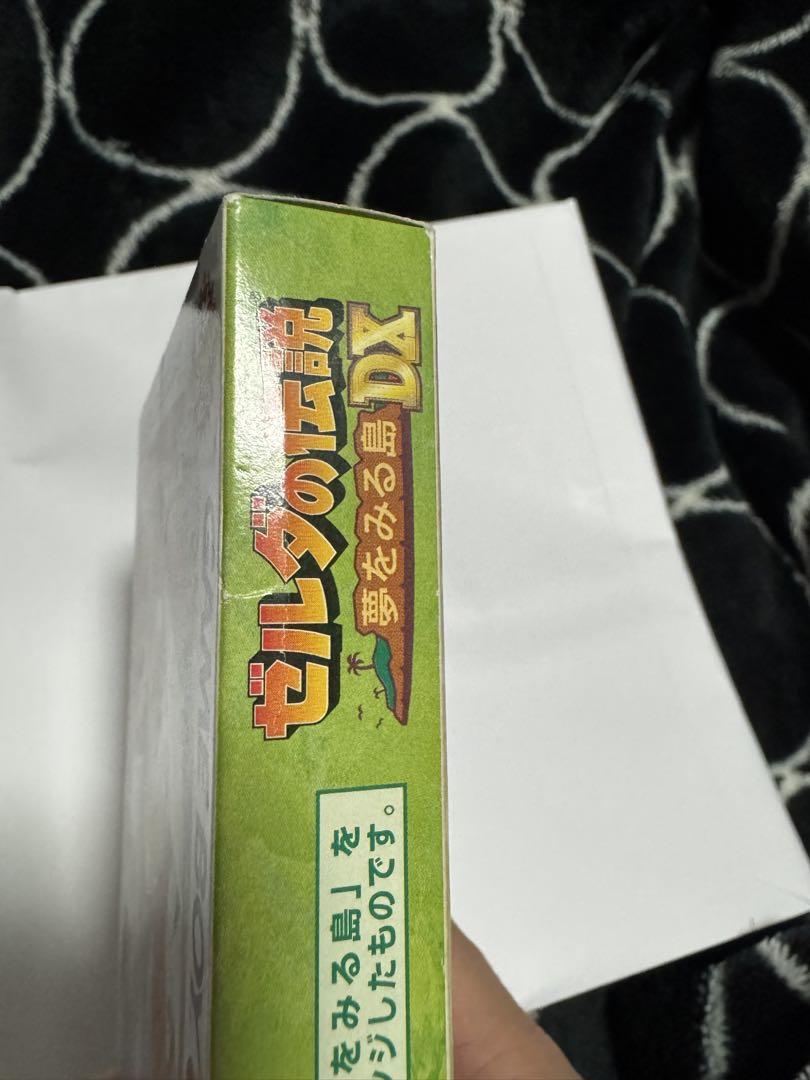 ゼルダの伝説
夢をみる島 DX
をみる島」を
ジしたものです。